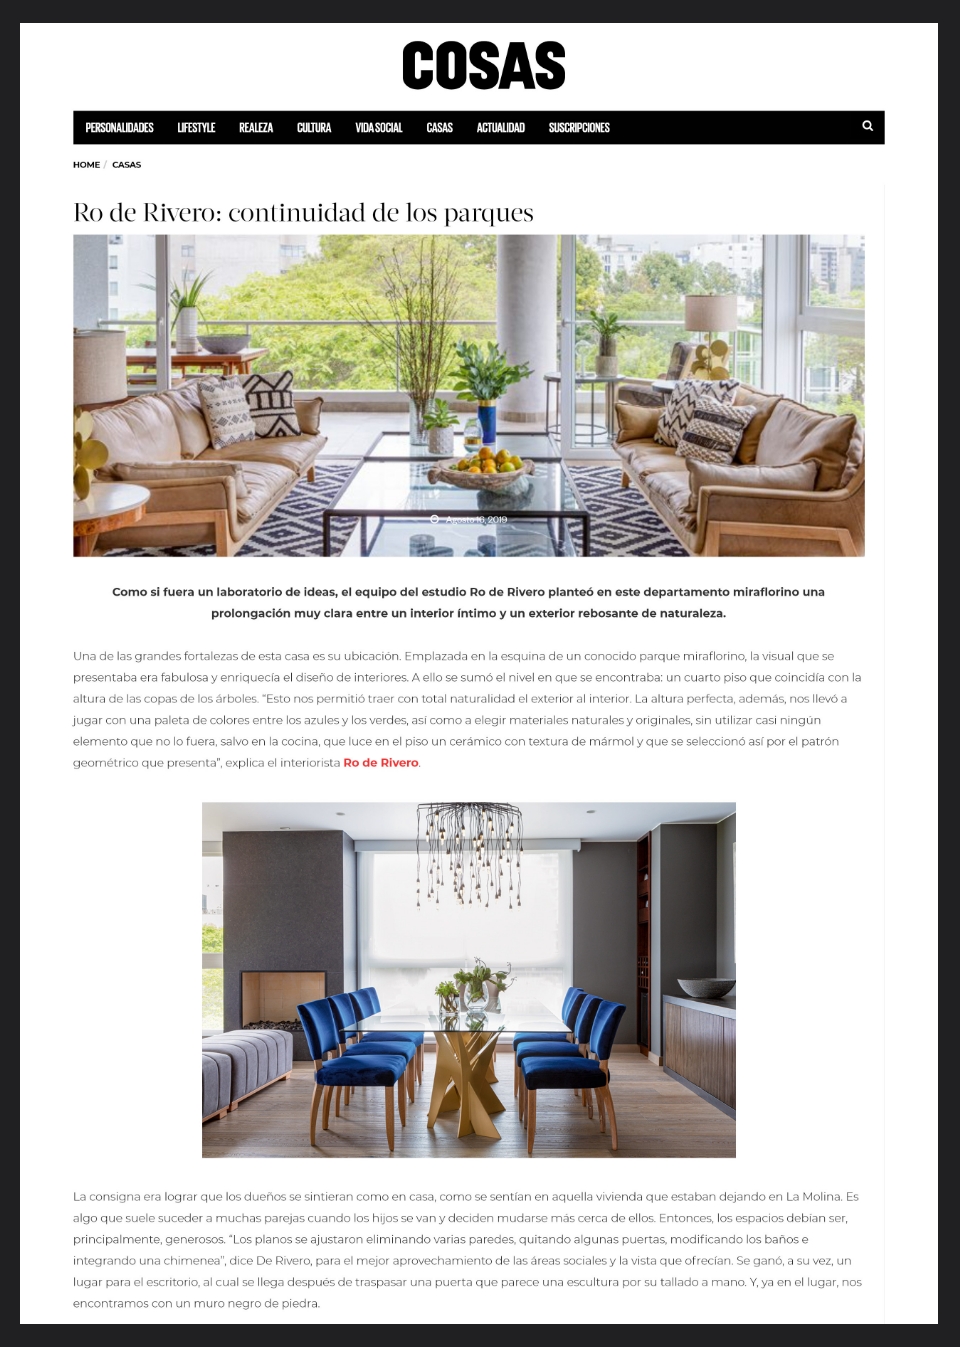 COSAS
PERSONALIDADES LIFESTYLE REALEZA CULTURA VIDA SOCIAL CASAS ACTUALIDAD SUSCRIPCIONES
HOME / CASAS
Ro de Rivero: continuidad de los parques
Agosto 16, 2019
Como si fuera un laboratorio de ideas, el equipo del estudio Ro de Rivero planteó en este departamento miraflorino una
prolongación muy clara entre un interior íntimo y un exterior rebosante de naturaleza.
Una de las grandes fortalezas de esta casa es su ubicación. Emplazada en la esquina de un conocido parque miraflorino, la visual que se
presentaba era fabulosa y enriquecía el diseño de interiores. A ello se sumó el nivel en que se encontraba: un cuarto piso que coincidía con la
altura de las copas de los árboles. “Esto nos permitió traer con total naturalidad el exterior al interior. La altura perfecta, además, nos llevó a
jugar con una paleta de colores entre los azules y los verdes, así como a elegir materiales naturales y originales, sin utilizar casi ningún
elemento que no lo fuera, salvo en la cocina, que luce en el piso un cerámico con textura de mármol y que se seleccionó así por el patrón
geométrico que presenta”, explica el interiorista Ro de Rivero.
La consigna era lograr que los dueños se sintieran como en casa, como se sentían en aquella vivienda que estaban dejando en La Molina. Es
algo que suele suceder a muchas parejas cuando los hijos se van y deciden mudarse más cerca de ellos. Entonces, los espacios debían ser,
principalmente, generosos. “Los planos se ajustaron eliminando varias paredes, quitando algunas puertas, modificando los baños e
integrando una chimenea”, dice De Rivero, para el mejor aprovechamiento de las áreas sociales y la vista que ofrecían. Se ganó, a su vez, un
lugar para el escritorio, al cual se llega después de traspasar una puerta que parece una escultura por su tallado a mano. Y, ya en el lugar, nos
encontramos con un muro negro de piedra.